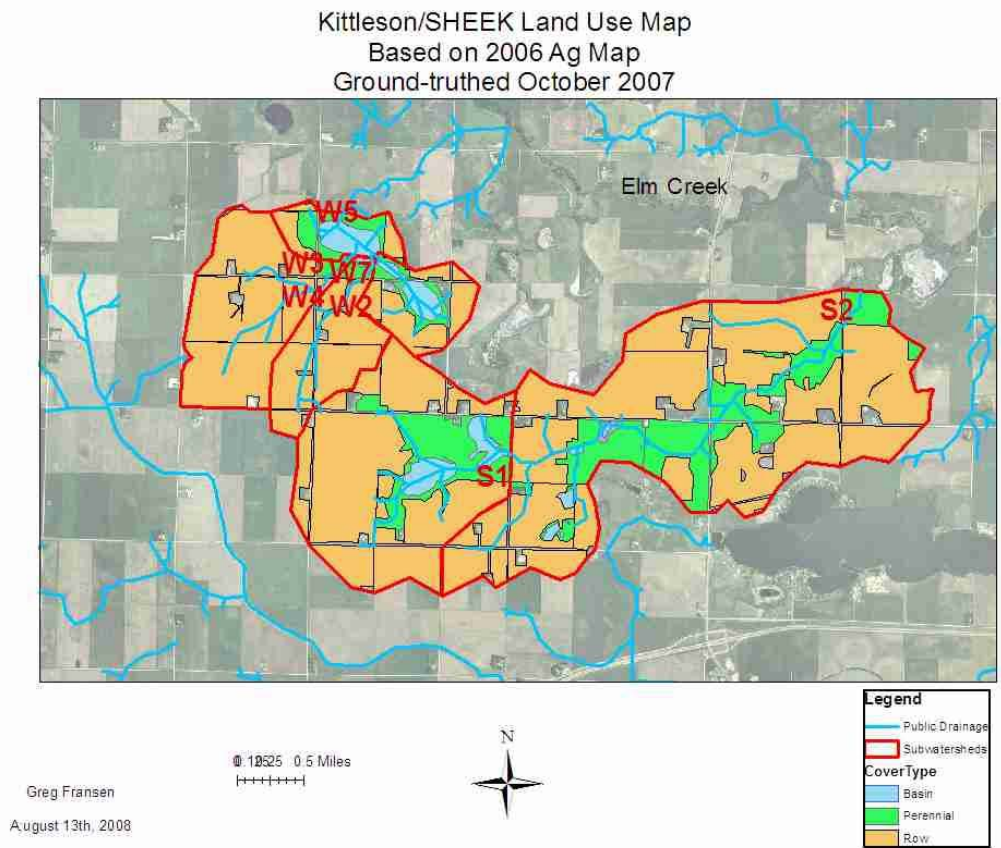 Kittleson/SHEEK Land Use Map
Based on 2006 Ag Map
Ground-truthed October 2007
Elm Creek
W5
W3
W7
W4
W2
S2
S1
Legend
Public Drainage
Subwatersheds
CoverType
Basin
Perennial
Row
N
0.5 Miles
Greg Fransen
August 13th, 2008